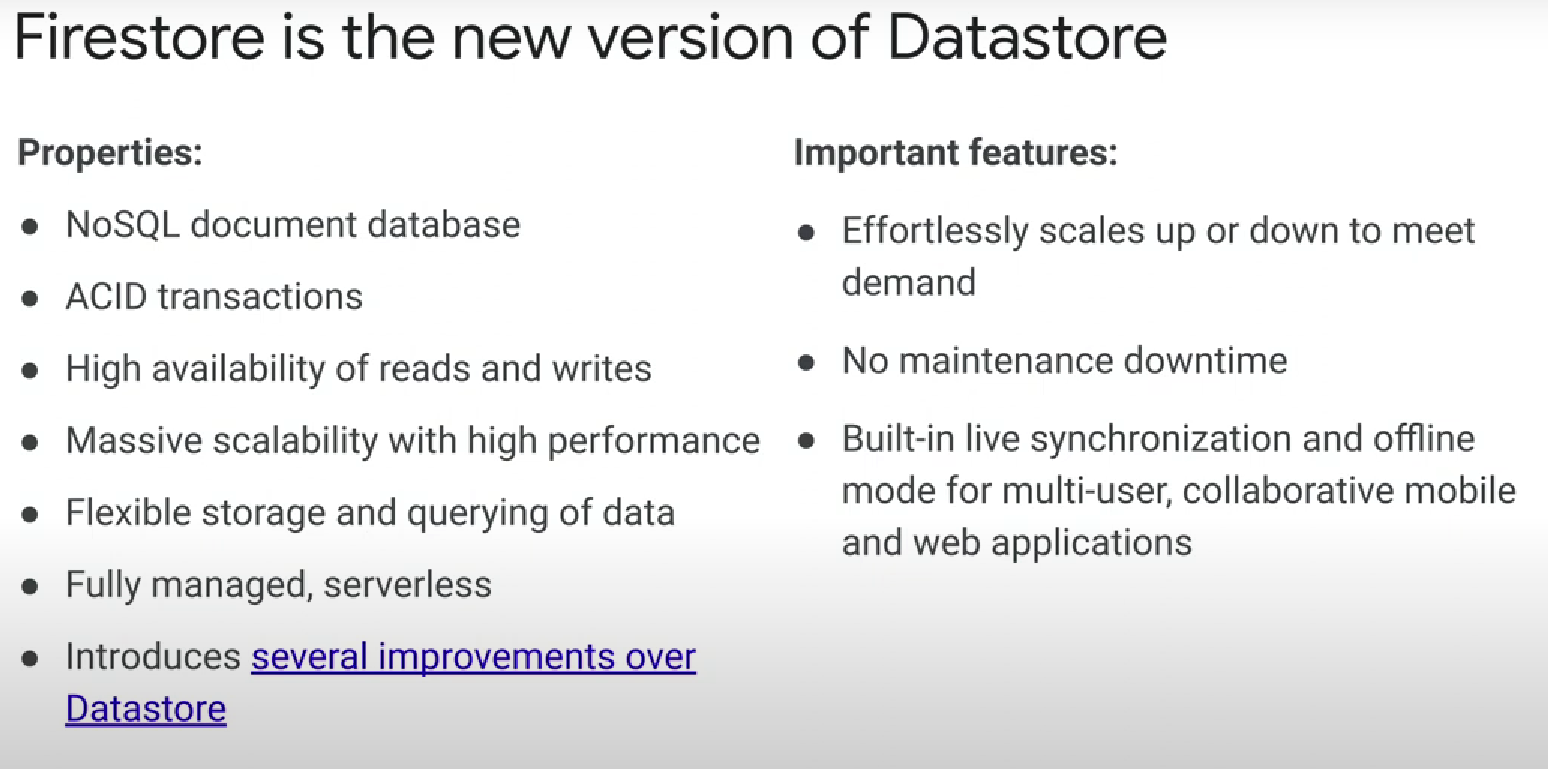 Firestore is the new version of Datastore
Properties:
● NoSQL document database
● ACID transactions
● High availability of reads and writes
● Massive scalability with high performance
● Flexible storage and querying of data
● Fully managed, serverless
● Introduces several improvements over
Datastore
Important features:
● Effortlessly scales up or down to meet
demand
● No maintenance downtime
● Built-in live synchronization and offline
mode for multi-user, collaborative mobile
and web applications